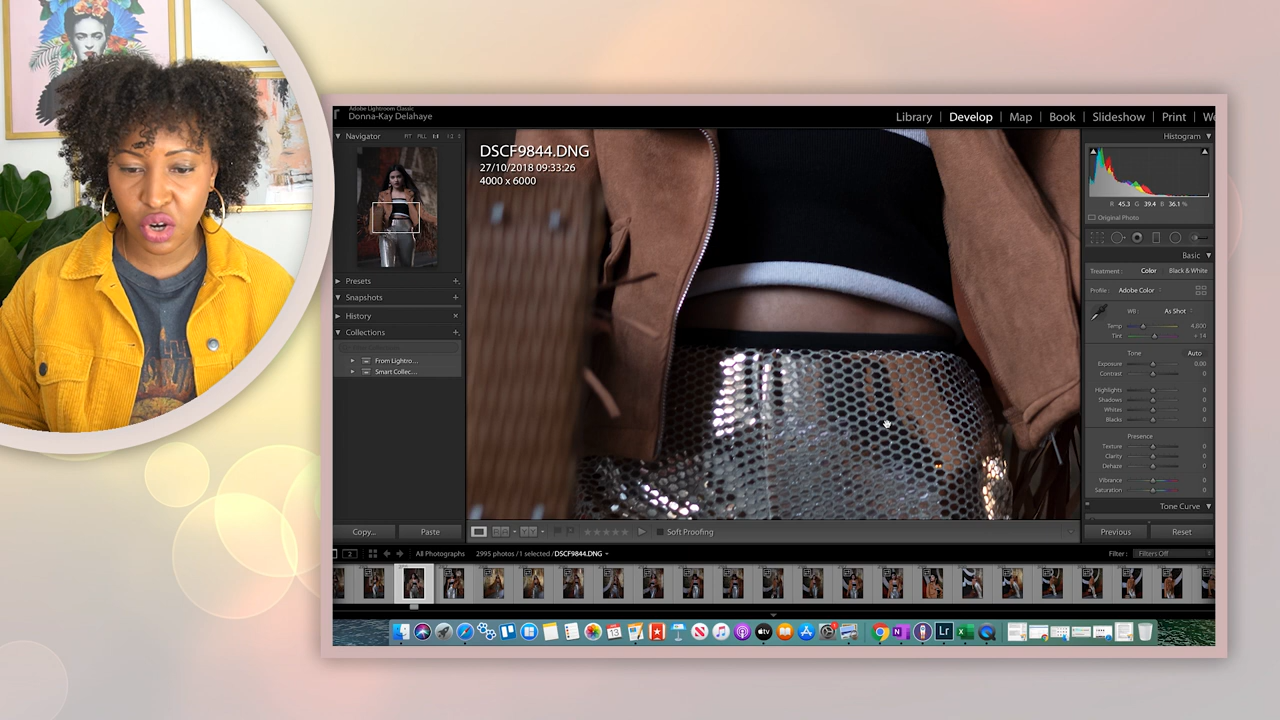 Adobe Lightroom Classic
Donna-Kay Delahaye
Library | Develop | Map | Book | Slideshow | Print | We
Navigator FIT FILL 1:1
DSCF9844.DNG
27/10/2018 09:33:26
4000 x 6000
Histogram
R 45.3 G 39.4 B 36.1 %
Original Photo
Basic
Treatment : Color Black & White
Profile : Adobe Color
WB : As Shot
Temp 4,800
Tint + 14
Tone Auto
Exposure 0.00
Contrast 0
Highlights 0
Shadows 0
Whites 0
Blacks 0
Presence
Texture 0
Clarity 0
Dehaze 0
Vibrance 0
Saturation 0
Tone Curve
Presets
Snapshots
History
Collections
From Lightro...
Smart Collec...
Copy... Paste
Soft Proofing
Previous Reset
2 All Photographs 2995 photos / 1 selected / DSCF9844.DNG
Filter : Filters Off
13
Lr